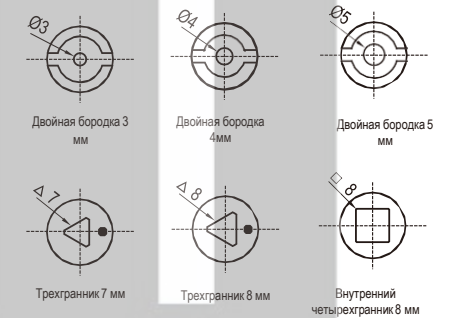 Ø3
Ø4
Ø5
Двойная бородка 3
мм
Двойная бородка
4мм
Двойная бородка 5
мм
△ 7
△ 8
□ 8
Трехгранник 7 мм
Трехгранник 8 мм
Внутренний
четырехгранник 8 мм